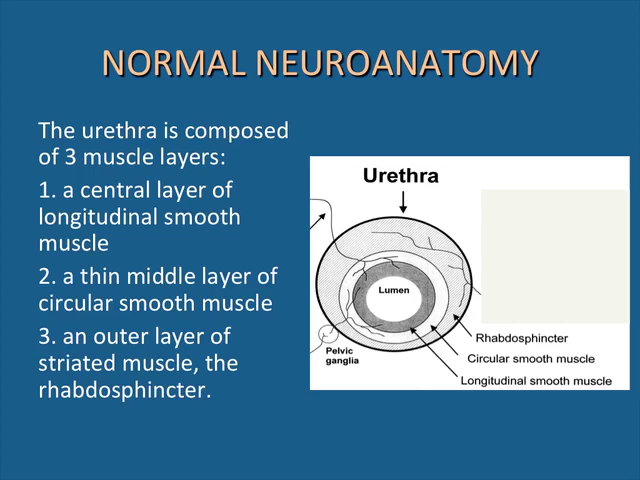 NORMAL NEUROANATOMY
The urethra is composed
of 3 muscle layers:
1. a central layer of
longitudinal smooth
muscle
2. a thin middle layer of
circular smooth muscle
3. an outer layer of
striated muscle, the
rhabdosphincter.
Urethra
Lumen
Rhabdosphincter
Pelvic
ganglia
Circular smooth muscle
Longitudinal smooth muscle